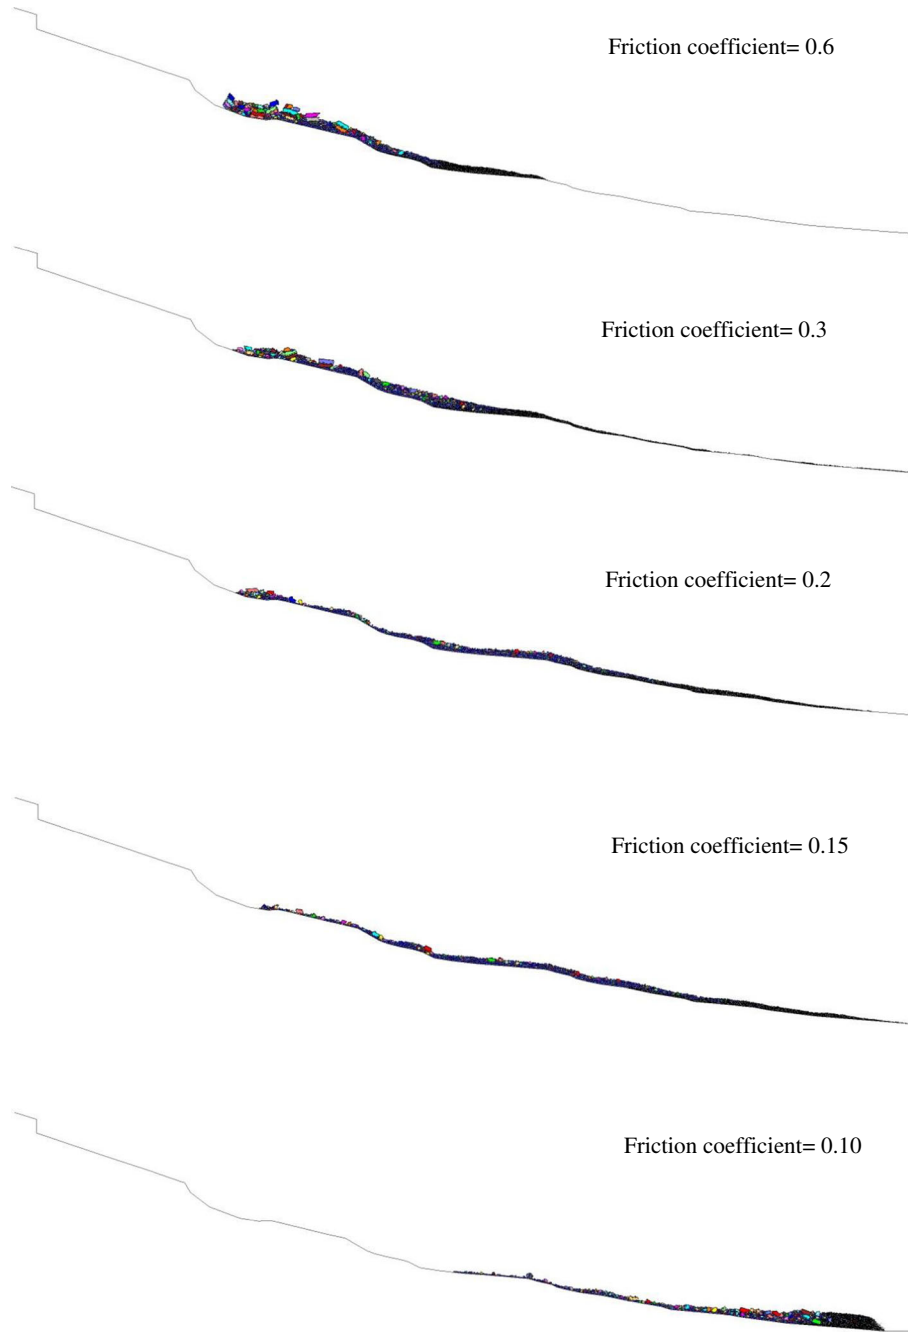 Friction coefficient= 0.6
Friction coefficient= 0.3
Friction coefficient= 0.2
Friction coefficient= 0.15
Friction coefficient= 0.10